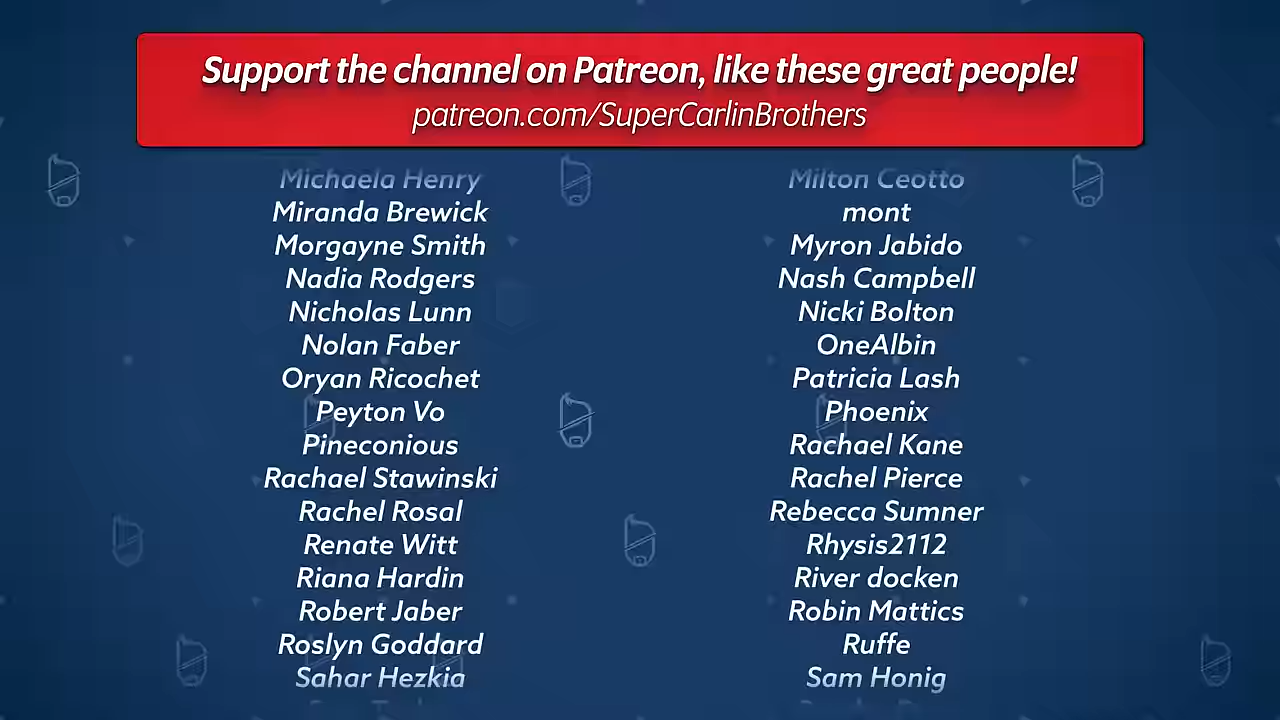 Support the channel on Patreon, like these great people!
patreon.com/SuperCarlinBrothers
Michaela Henry
Miranda Brewick
Morgayne Smith
Nadia Rodgers
Nicholas Lunn
Nolan Faber
Oryan Ricochet
Peyton Vo
Pineconious
Rachael Stawinski
Rachel Rosal
Renate Witt
Riana Hardin
Robert Jaber
Roslyn Goddard
Sahar Hezkia
Milton Ceotto
mont
Myron Jabido
Nash Campbell
Nicki Bolton
OneAlbin
Patricia Lash
Phoenix
Rachael Kane
Rachel Pierce
Rebecca Sumner
Rhysis2112
River docken
Robin Mattics
Ruffe
Sam Honig